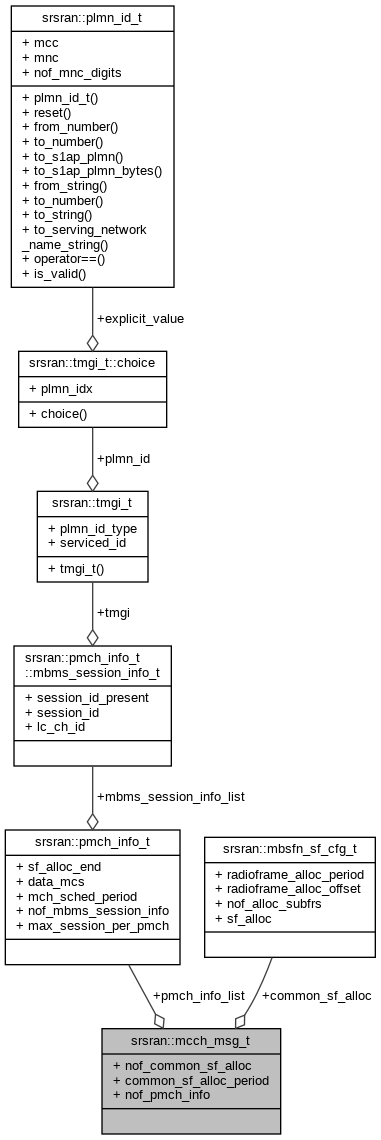 srsran::plmn_id_t
+ mcc
+ mnc
+ nof_mnc_digits
+ plmn_id_t()
+ reset()
+ from_number()
+ to_number()
+ to_s1ap_plmn()
+ to_s1ap_plmn_bytes()
+ from_string()
+ to_number()
+ to_string()
+ to_serving_network
_name_string()
+ operator==()
+ is_valid()
+explicit_value
srsran::tmgi_t::choice
+ plmn_idx
+ choice()
+plmn_id
srsran::tmgi_t
+ plmn_id_type
+ serviced_id
+ tmgi_t()
+tmgi
srsran::pmch_info_t
::mbms_session_info_t
+ session_id_present
+ session_id
+ lc_ch_id
+mbms_session_info_list
srsran::pmch_info_t
+ sf_alloc_end
+ data_mcs
+ mch_sched_period
+ nof_mbms_session_info
+ max_session_per_pmch
srsran::mbsfn_sf_cfg_t
+ radioframe_alloc_period
+ radioframe_alloc_offset
+ nof_alloc_subfrs
+ sf_alloc
+pmch_info_list
+common_sf_alloc
srsran::mcch_msg_t
+ nof_common_sf_alloc
+ common_sf_alloc_period
+ nof_pmch_info